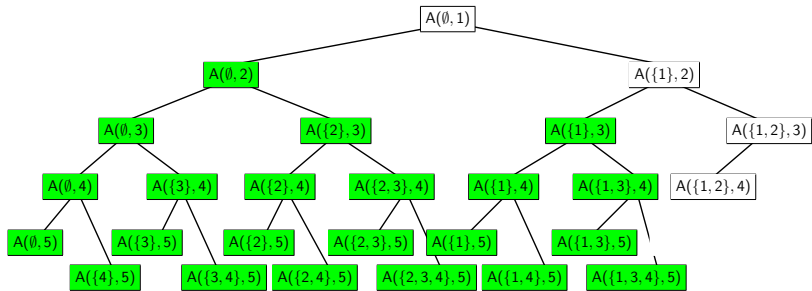 A(∅, 1)
A(∅, 2)
A({1}, 2)
A(∅, 3)
A({2}, 3)
A({1}, 3)
A({1, 2}, 3)
A(∅, 4)
A({3}, 4)
A({2}, 4)
A({2, 3}, 4)
A({1}, 4)
A({1, 3}, 4)
A({1, 2}, 4)
A(∅, 5)
A({3}, 5)
A({2}, 5)
A({2, 3}, 5)
A({1}, 5)
A({1, 3}, 5)
A({4}, 5)
A({3, 4}, 5)
A({2, 4}, 5)
A({2, 3, 4}, 5)
A({1, 4}, 5)
A({1, 3, 4}, 5)